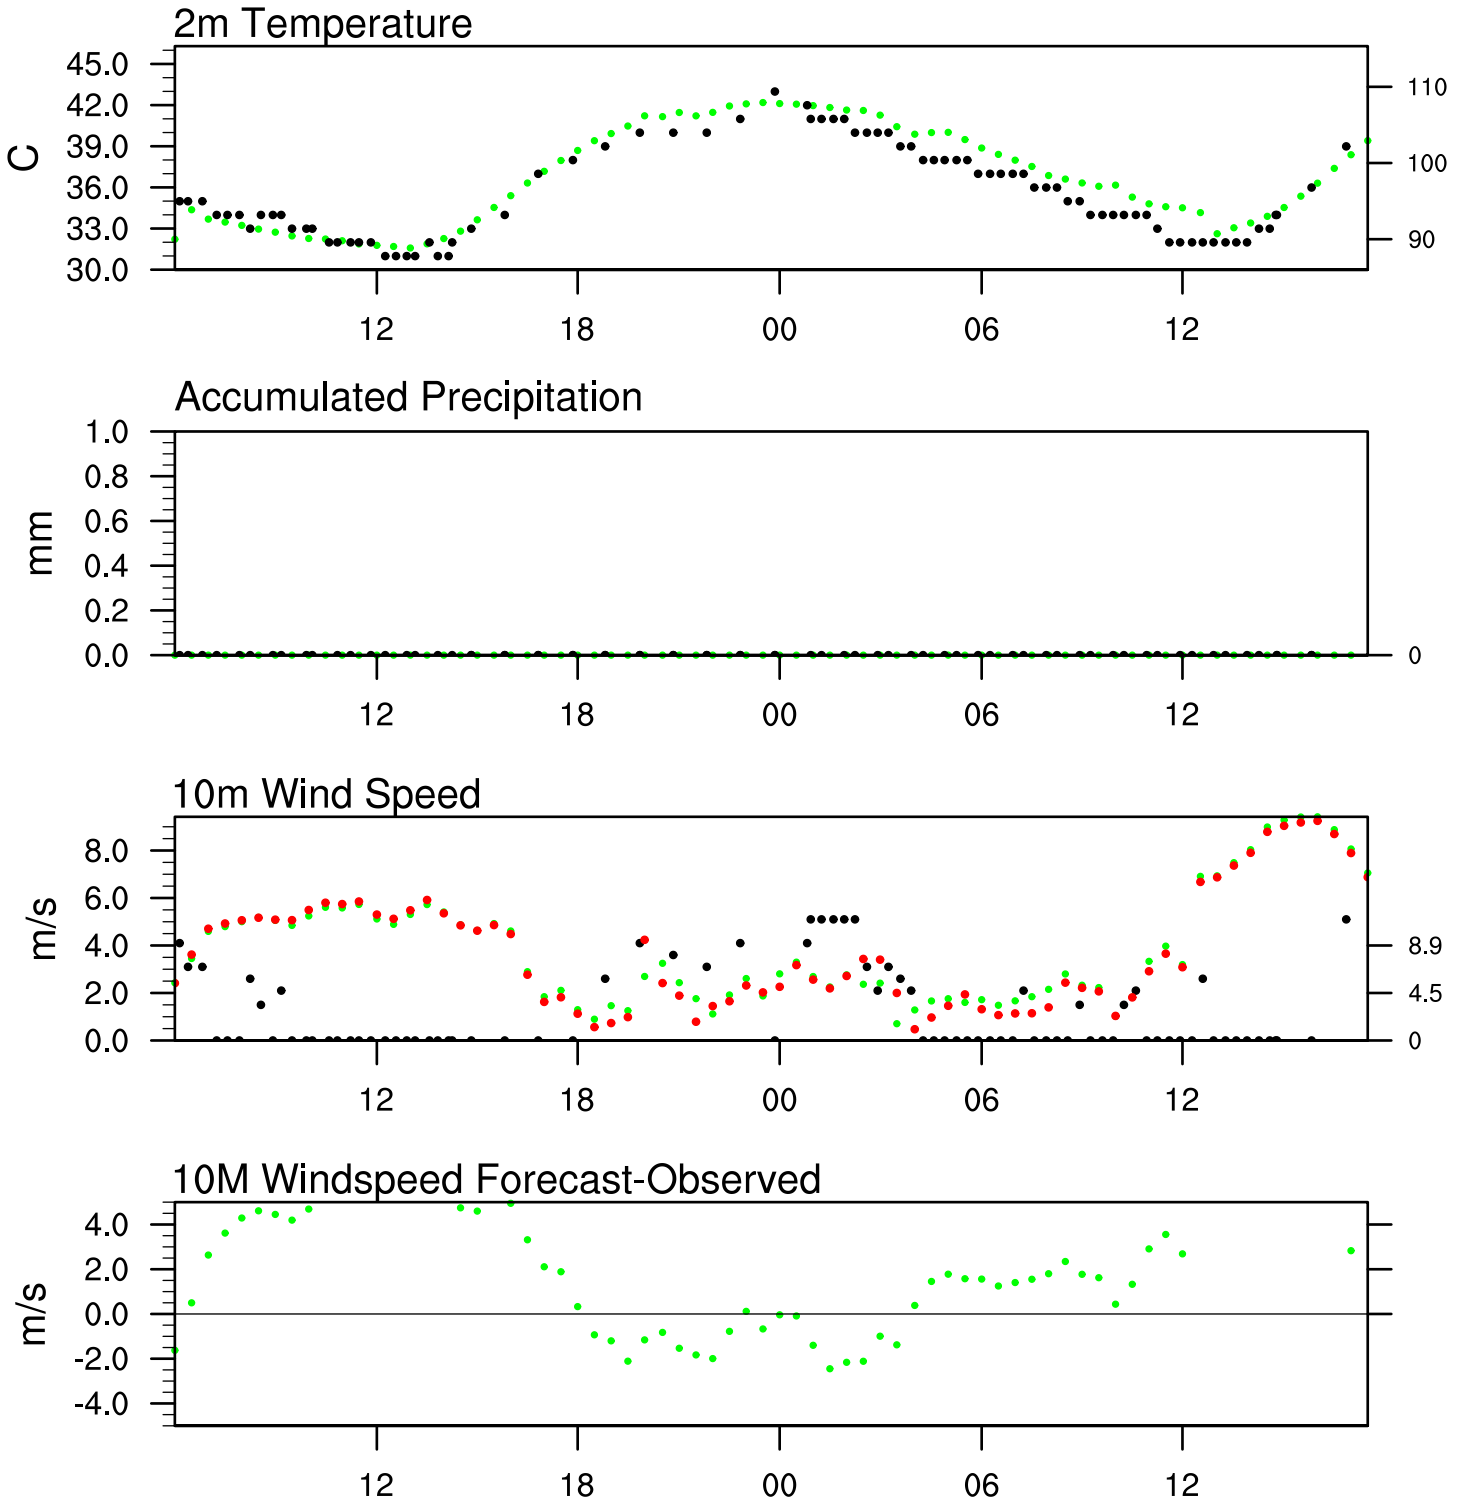 2m Temperature
45.0
42.0
39.0
36.0
33.0
30.0
C
110
100
90
12 18 00 06 12
Accumulated Precipitation
1.0
0.8
0.6
0.4
0.2
0.0
mm
0
12 18 00 06 12
10m Wind Speed
8.0
6.0
4.0
2.0
0.0
m/s
8.9
4.5
0
12 18 00 06 12
10M Windspeed Forecast-Observed
4.0
2.0
0.0
-2.0
-4.0
m/s
12 18 00 06 12